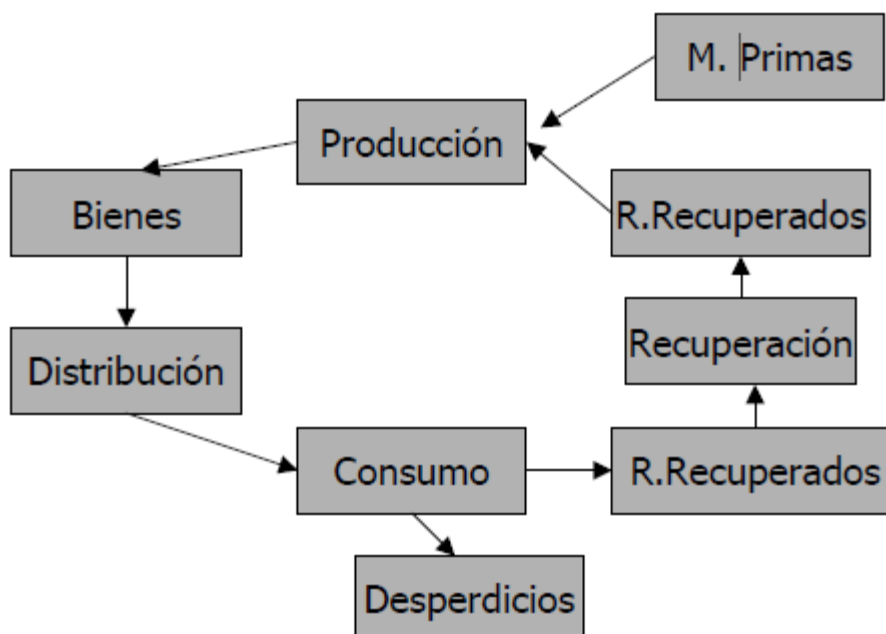 M. Primas
Producción
Bienes
R.Recuperados
Recuperación
Distribución
Consumo
R.Recuperados
Desperdicios